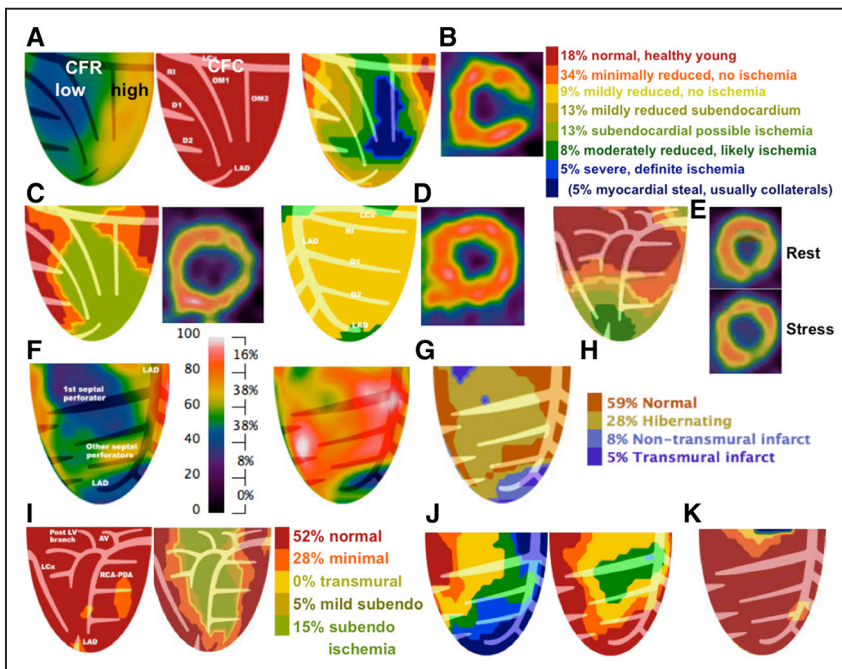 A
CFR
low
high
LCx
CFC
RI
OM1
D1
OM2
D2
LAD
B
18% normal, healthy young
34% minimally reduced, no ischemia
9% mildly reduced, no ischemia
13% mildly reduced subendocardium
13% subendocardial possible ischemia
8% moderately reduced, likely ischemia
5% severe, definite ischemia
(5% myocardial steal, usually collaterals)
C
LCx
LAD
RI
D1
D2
LAD
D
E
Rest
Stress
F
LAD
1st septal
perforator
Other septal
perforators
LAD
100
80
60
40
20
0
16%
38%
38%
8%
0%
G
H
59% Normal
28% Hibernating
8% Non-transmural infarct
5% Transmural infarct
I
Post LV
branch
AV
LCx
RCA-PDA
LAD
52% normal
28% minimal
0% transmural
5% mild subendo
15% subendo
ischemia
J
K